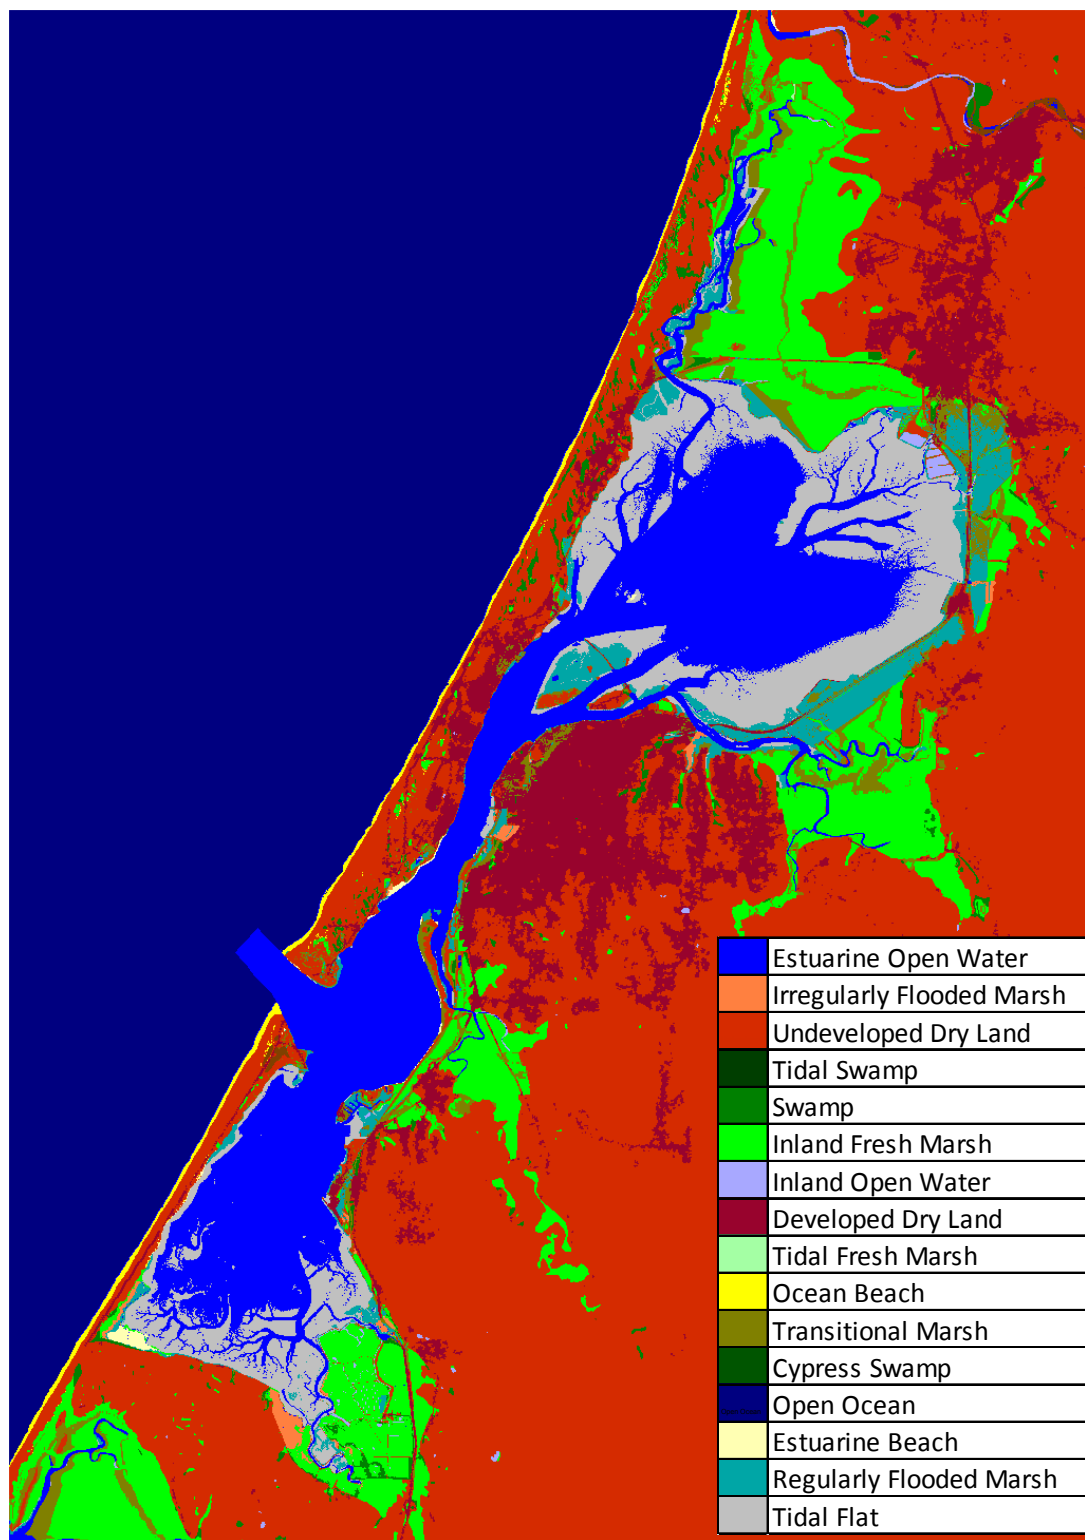 Estuarine Open Water
Irregularly Flooded Marsh
Undeveloped Dry Land
Tidal Swamp
Swamp
Inland Fresh Marsh
Inland Open Water
Developed Dry Land
Tidal Fresh Marsh
Ocean Beach
Transitional Marsh
Cypress Swamp
Open Ocean
Estuarine Beach
Regularly Flooded Marsh
Tidal Flat